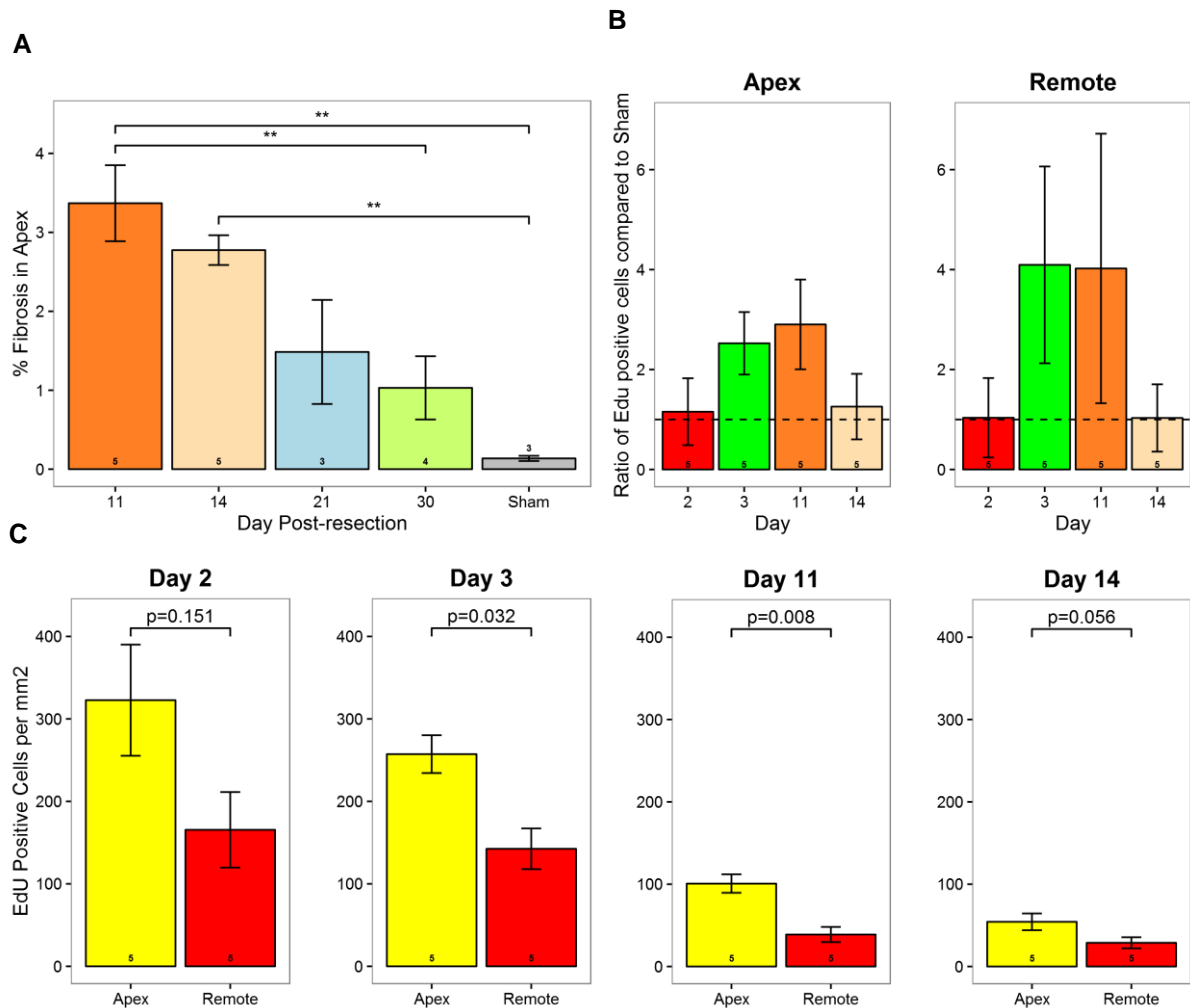 A
% Fibrosis in Apex
4
3
2
1
0
**
**
**
5
5
3
4
3
11 14 21 30 Sham
Day Post-resection
B
Ratio of Edu positive cells compared to Sham
Apex
6
4
2
0
5 5 5 5
2 3 11 14
Day
Remote
6
4
2
0
5 5 5 5
2 3 11 14
Day
C
EdU Positive Cells per mm2
Day 2
p=0.151
400
300
200
100
0
5 5
Apex Remote
Day 3
p=0.032
400
300
200
100
0
5 5
Apex Remote
Day 11
p=0.008
400
300
200
100
0
5 5
Apex Remote
Day 14
p=0.056
400
300
200
100
0
5 5
Apex Remote